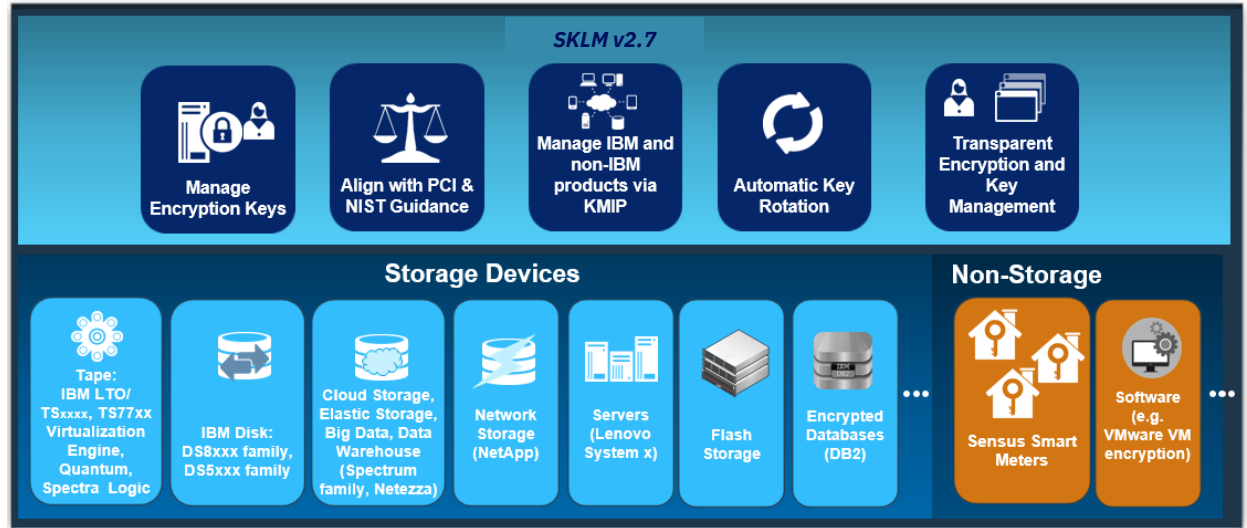 SKLM v2.7
Manage
Encryption Keys
Align with PCI &
NIST Guidance
Manage IBM and
non-IBM
products via
KMIP
Automatic Key
Rotation
Transparent
Encryption and
Key
Management
Storage Devices
Tape:
IBM LTO/
TSxxxx, TS77xx
Virtualization
Engine,
Quantum,
Spectra Logic
IBM Disk:
DS8xxx family,
DS5xxx family
Cloud Storage,
Elastic Storage,
Big Data, Data
Warehouse
(Spectrum
family, Netezza)
Network
Storage
(NetApp)
Servers
(Lenovo
System x)
Flash
Storage
IBM
DB2
Encrypted
Databases
(DB2)
...
Non-Storage
Sensus Smart
Meters
Software
(e.g.
VMware VM
encryption)
...